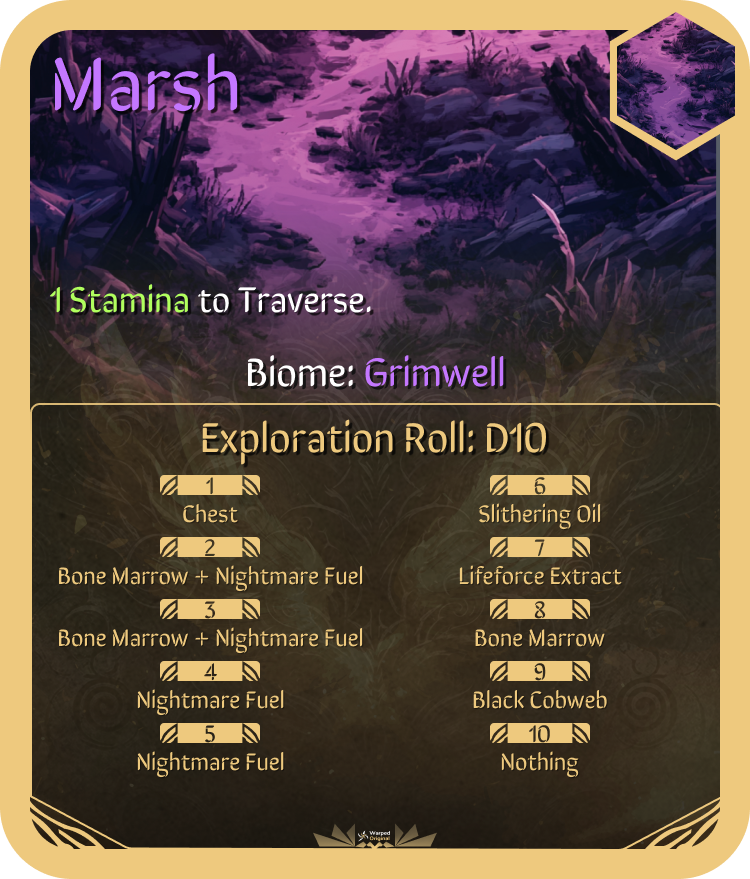 Marsh
1 Stamina to Traverse.
Biome: Grimwell
Exploration Roll: D10
1
Chest
2
Bone Marrow + Nightmare Fuel
3
Bone Marrow + Nightmare Fuel
4
Nightmare Fuel
5
Nightmare Fuel
6
Slithering Oil
7
Lifeforce Extract
8
Bone Marrow
9
Black Cobweb
10
Nothing
Warped
Original